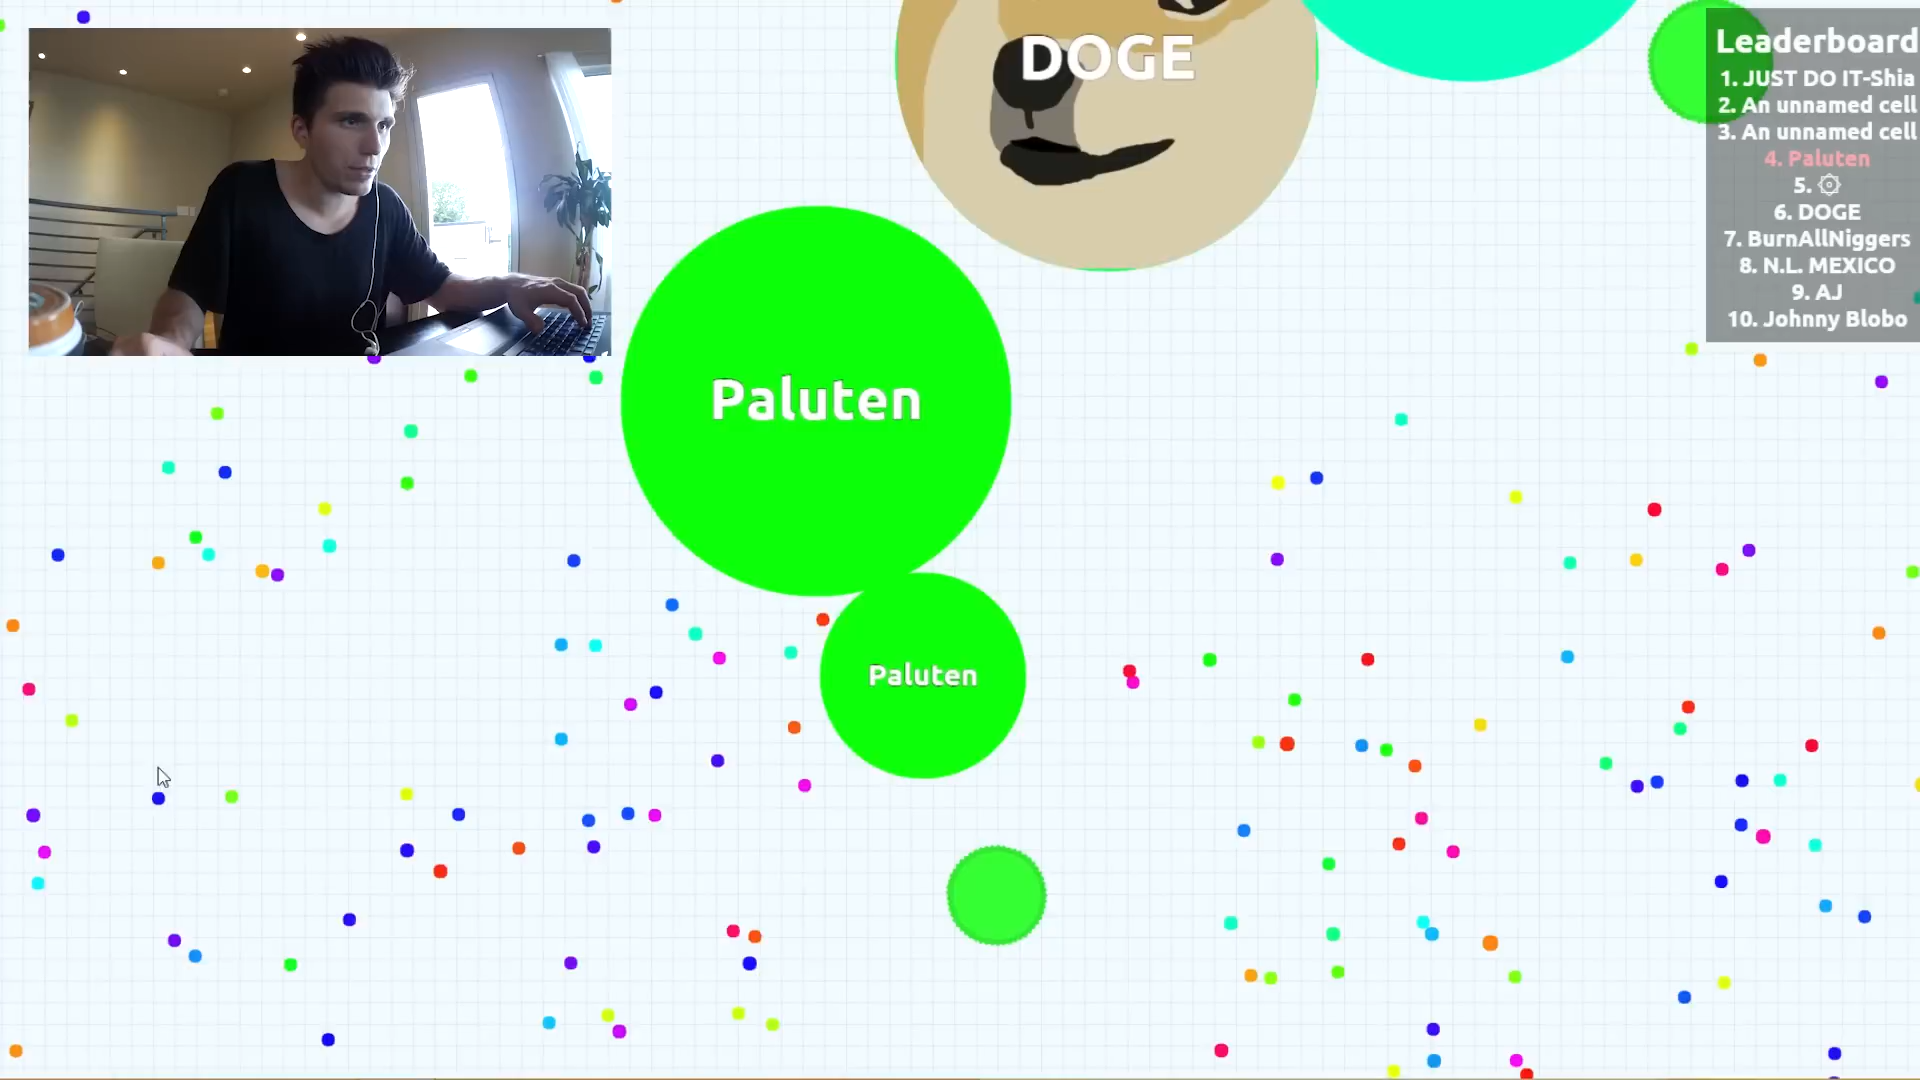 DOGE
Leaderboard
1. JUST DO IT-Shia
2. An unnamed cell
3. An unnamed cell
4. Paluten
5. ۞
6. DOGE
7. BurnAllNiggers
8. N.L. MEXICO
9. AJ
10. Johnny Blobo
Paluten
Paluten